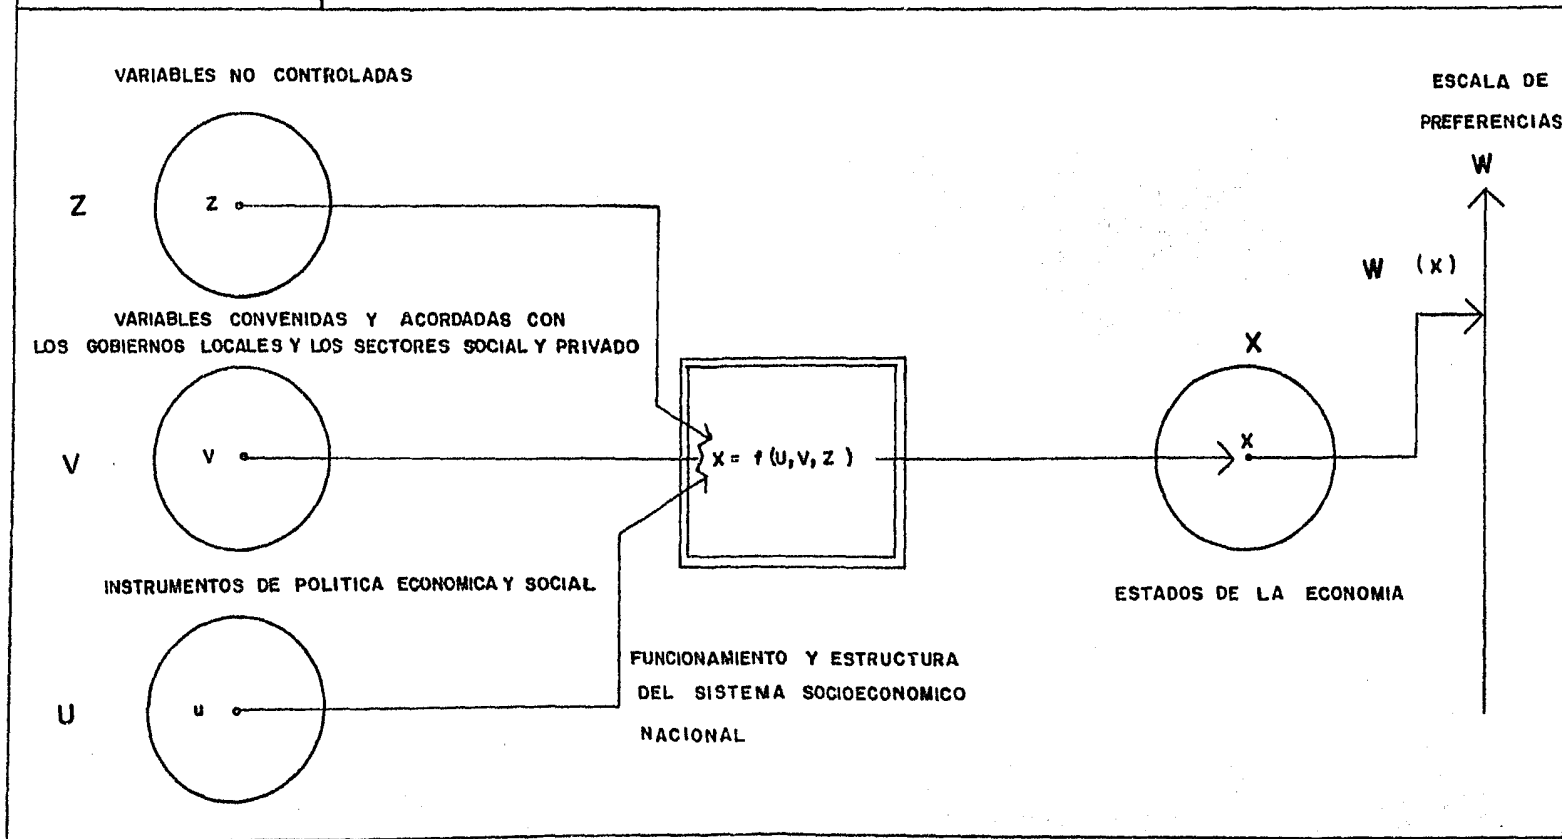 VARIABLES NO CONTROLADAS
Z
Z
VARIABLES CONVENIDAS Y ACORDADAS CON
LOS GOBIERNOS LOCALES Y LOS SECTORES SOCIAL Y PRIVADO
V
V
INSTRUMENTOS DE POLITICA ECONOMICA Y SOCIAL
U
u
X = f (U, V, Z )
FUNCIONAMIENTO Y ESTRUCTURA
DEL SISTEMA SOCIOECONOMICO
NACIONAL
X
X
ESTADOS DE LA ECONOMIA
ESCALA DE
PREFERENCIAS
W
W (x)